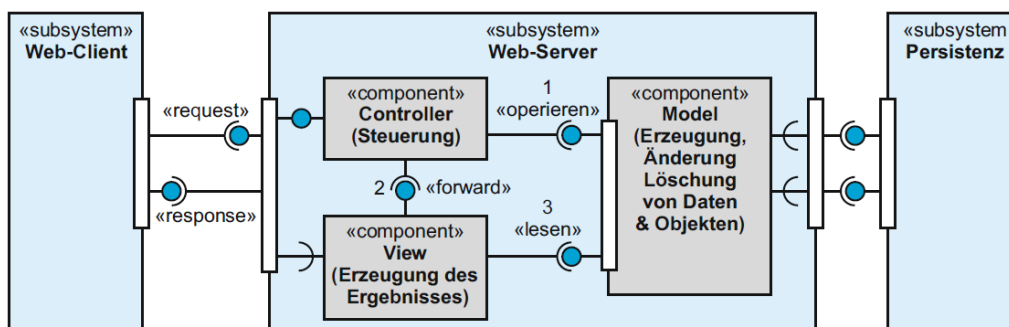 «subsystem»
Web-Client
«subsystem»
Web-Server
«subsystem
Persistenz
«request»
«response»
«component»
Controller
(Steuerung)
1
«operieren»
2 «forward»
«component»
View
(Erzeugung des
Ergebnisses)
3
«lesen»
«component»
Model
(Erzeugung,
Änderung
Löschung
von Daten
& Objekten)